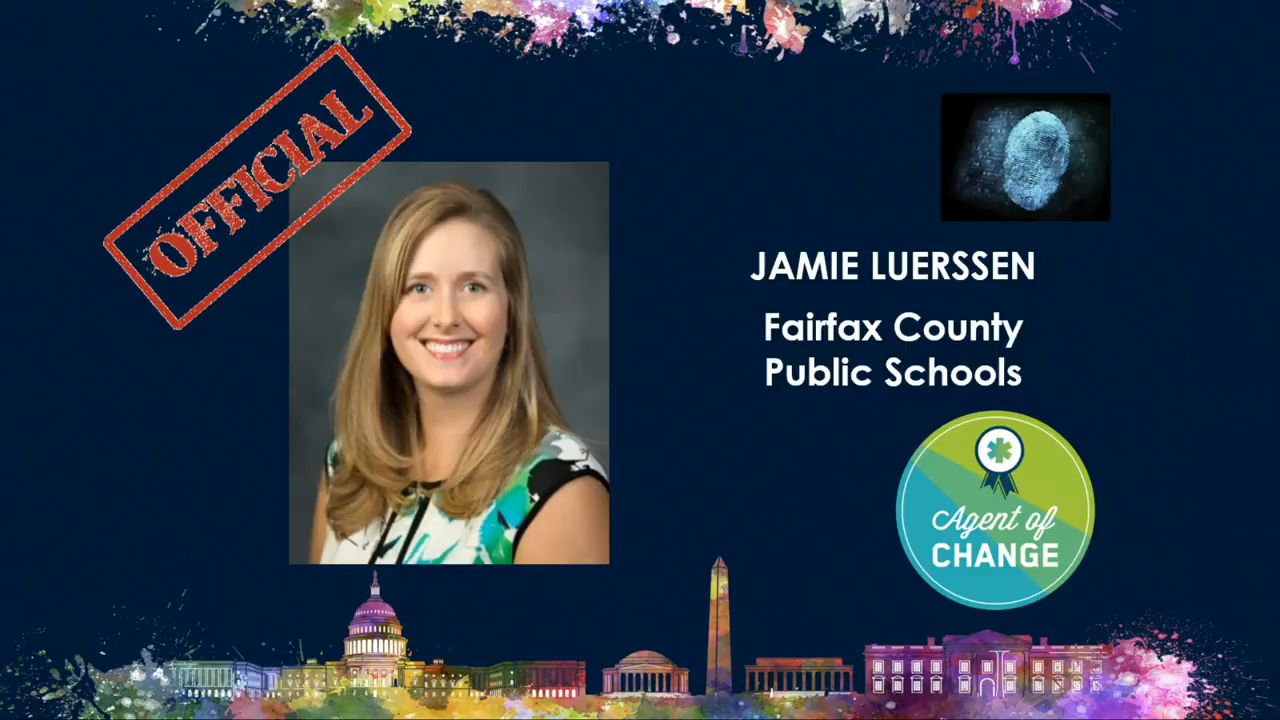 OFFICIAL
JAMIE LUERSSEN
Fairfax County
Public Schools
Agent of
CHANGE